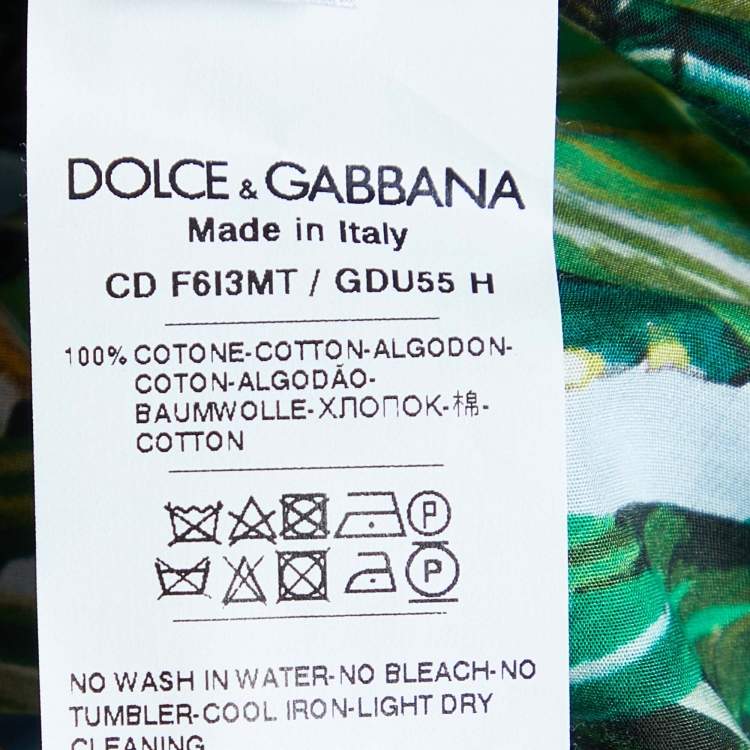 DOLCE & GABBANA
Made in Italy
CD F6I3MT / GDU55 H
100% COTONE-COTTON-ALGODON-
COTON-ALGODÃO-
BAUMWOLLE-ХЛОПОК-棉-
COTTON
P
P
NO WASH IN WATER-NO BLEACH-NO
TUMBLER-COOL IRON-LIGHT DRY
CLEANING